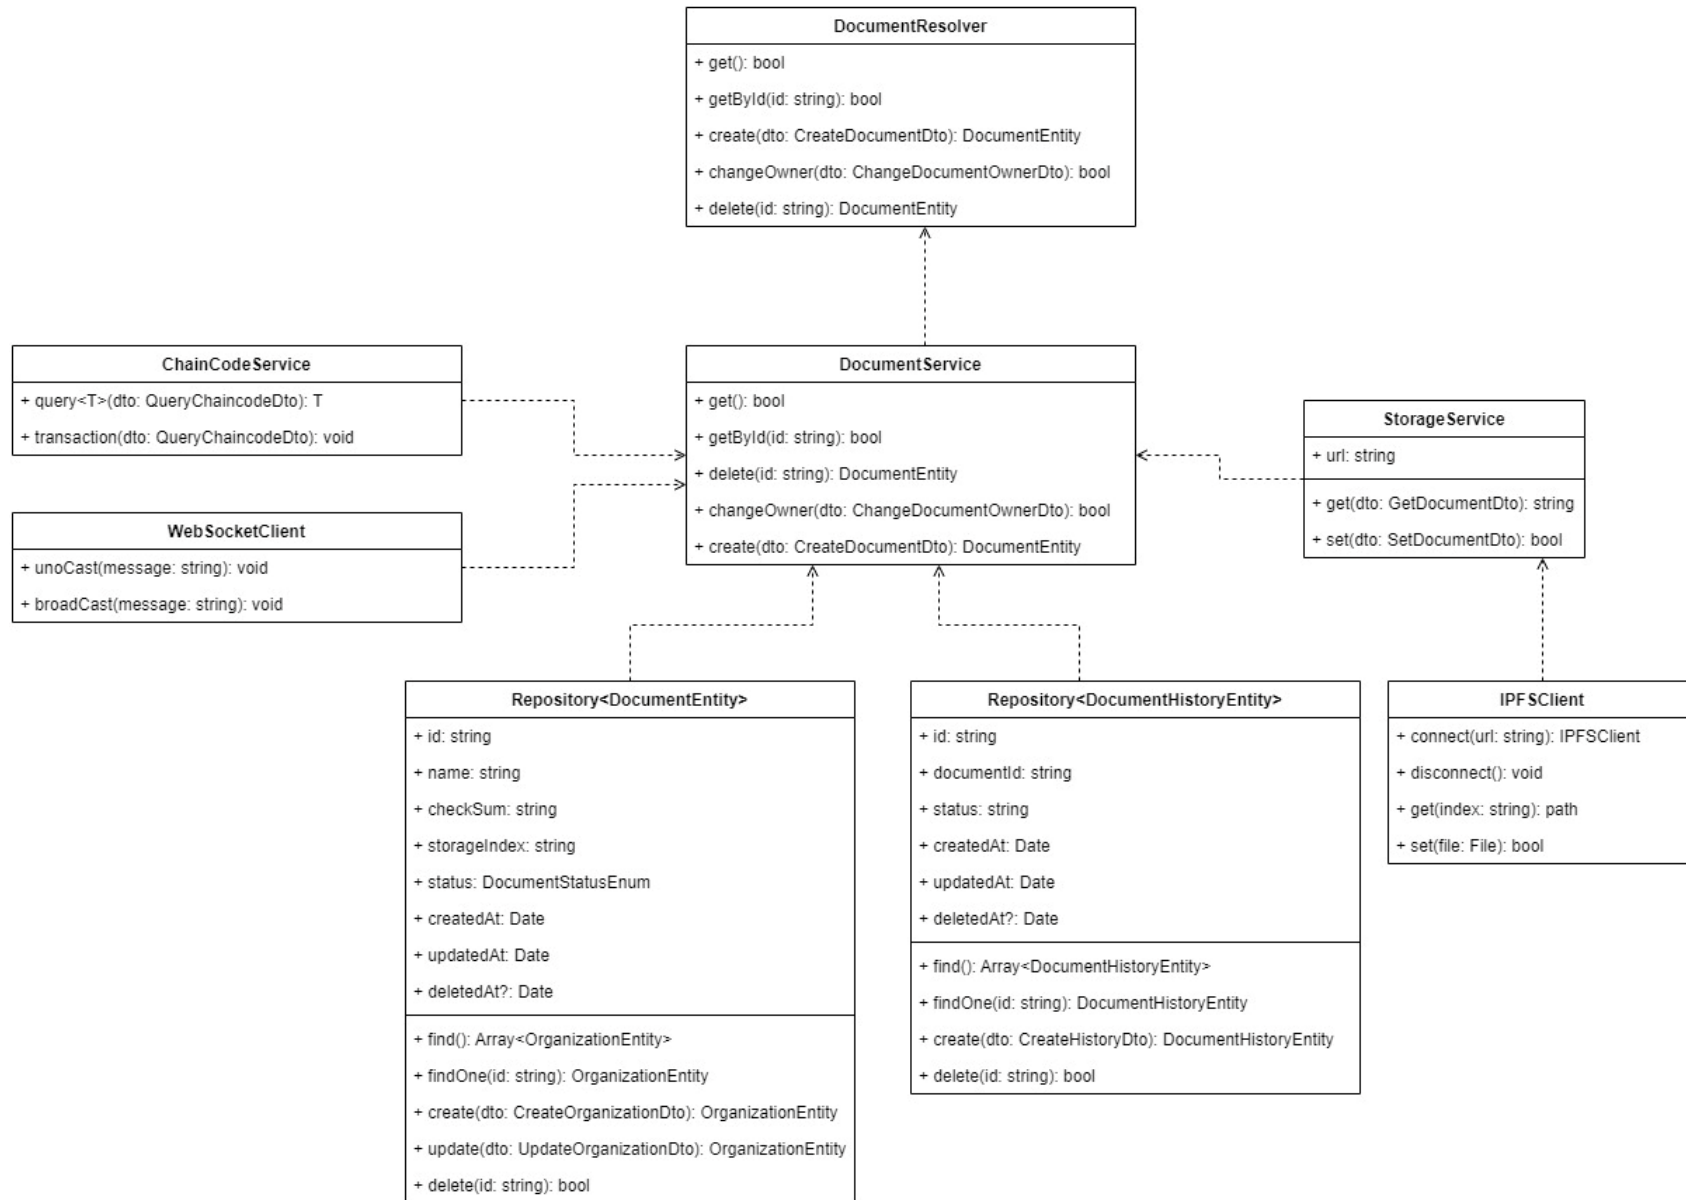 DocumentResolver
+ get(): bool
+ getById(id: string): bool
+ create(dto: CreateDocumentDto): DocumentEntity
+ changeOwner(dto: ChangeDocumentOwnerDto): bool
+ delete(id: string): DocumentEntity
ChainCodeService
+ query<T>(dto: QueryChaincodeDto): T
+ transaction(dto: QueryChaincodeDto): void
WebSocketClient
+ unoCast(message: string): void
+ broadCast(message: string): void
DocumentService
+ get(): bool
+ getById(id: string): bool
+ delete(id: string): DocumentEntity
+ changeOwner(dto: ChangeDocumentOwnerDto): bool
+ create(dto: CreateDocumentDto): DocumentEntity
StorageService
+ url: string
+ get(dto: GetDocumentDto): string
+ set(dto: SetDocumentDto): bool
Repository<DocumentEntity>
+ id: string
+ name: string
+ checkSum: string
+ storageIndex: string
+ status: DocumentStatusEnum
+ createdAt: Date
+ updatedAt: Date
+ deletedAt?: Date
+ find(): Array<OrganizationEntity>
+ findOne(id: string): OrganizationEntity
+ create(dto: CreateOrganizationDto): OrganizationEntity
+ update(dto: UpdateOrganizationDto): OrganizationEntity
+ delete(id: string): bool
Repository<DocumentHistoryEntity>
+ id: string
+ documentId: string
+ status: string
+ createdAt: Date
+ updatedAt: Date
+ deletedAt?: Date
+ find(): Array<DocumentHistoryEntity>
+ findOne(id: string): DocumentHistoryEntity
+ create(dto: CreateHistoryDto): DocumentHistoryEntity
+ delete(id: string): bool
IPFSClient
+ connect(url: string): IPFSClient
+ disconnect(): void
+ get(index: string): path
+ set(file: File): bool